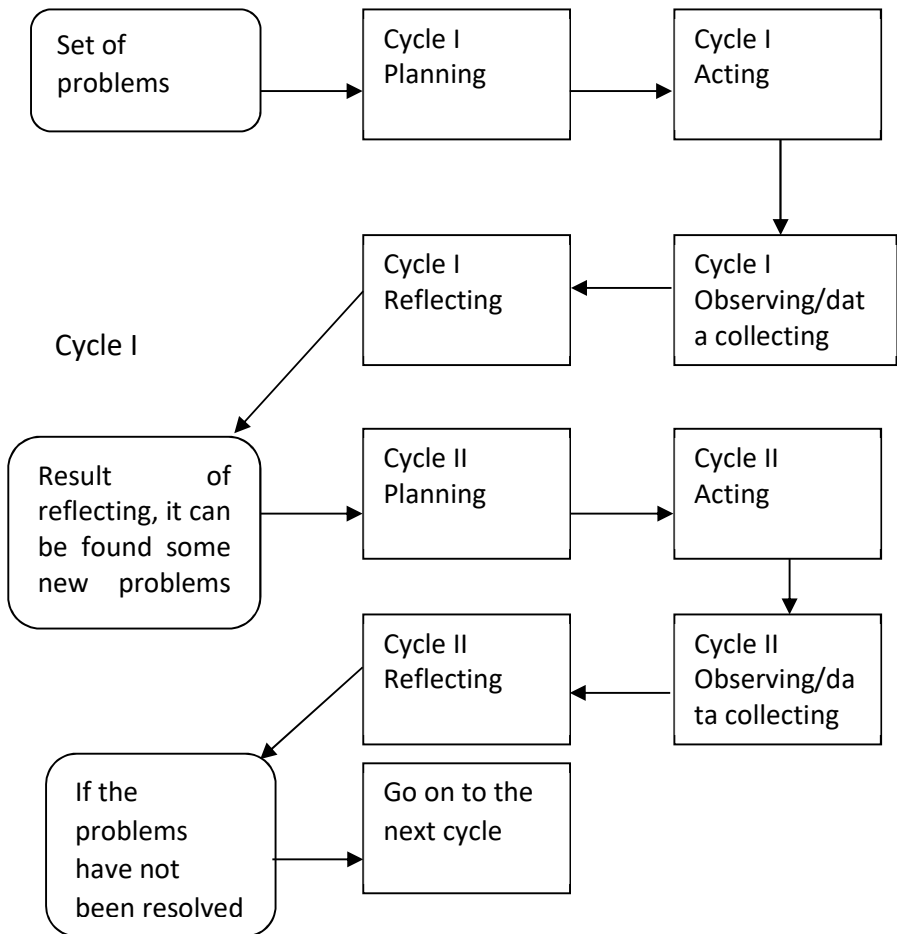 Set of
problems
Cycle I
Planning
Cycle I
Acting
Cycle I
Observing/dat
a collecting
Cycle I
Reflecting
Cycle I
Result of
reflecting, it can
be found some
new problems
Cycle II
Planning
Cycle II
Acting
Cycle II
Observing/da
ta collecting
Cycle II
Reflecting
If the
problems
have not
been resolved
Go on to the
next cycle